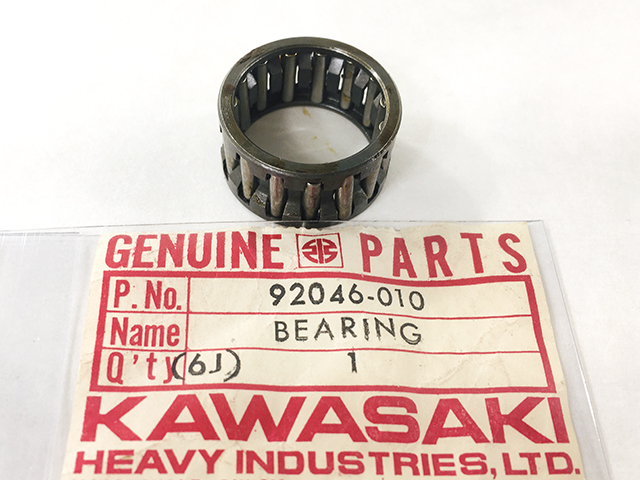 GENUINE PARTS
P. No. 92046-010
Name BEARING
Q'ty (6J) 1
KAWASAKI
HEAVY INDUSTRIES, LTD.